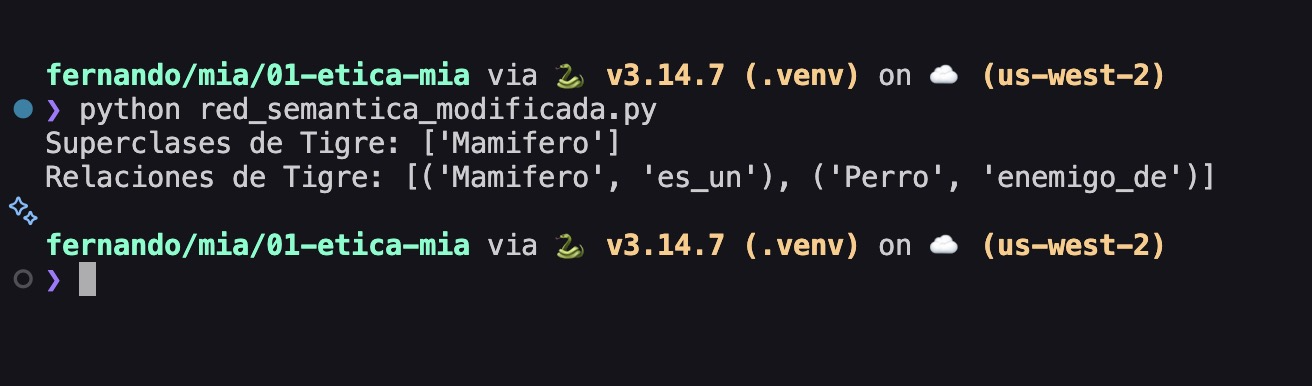 fernando/mia/01-etica-mia via 🐍 v3.14.7 (.venv) on ☁️ (us-west-2)
❯ python red_semantica_modificada.py
Superclases de Tigre: ['Mamifero']
Relaciones de Tigre: [('Mamifero', 'es_un'), ('Perro', 'enemigo_de')]
fernando/mia/01-etica-mia via 🐍 v3.14.7 (.venv) on ☁️ (us-west-2)
❯